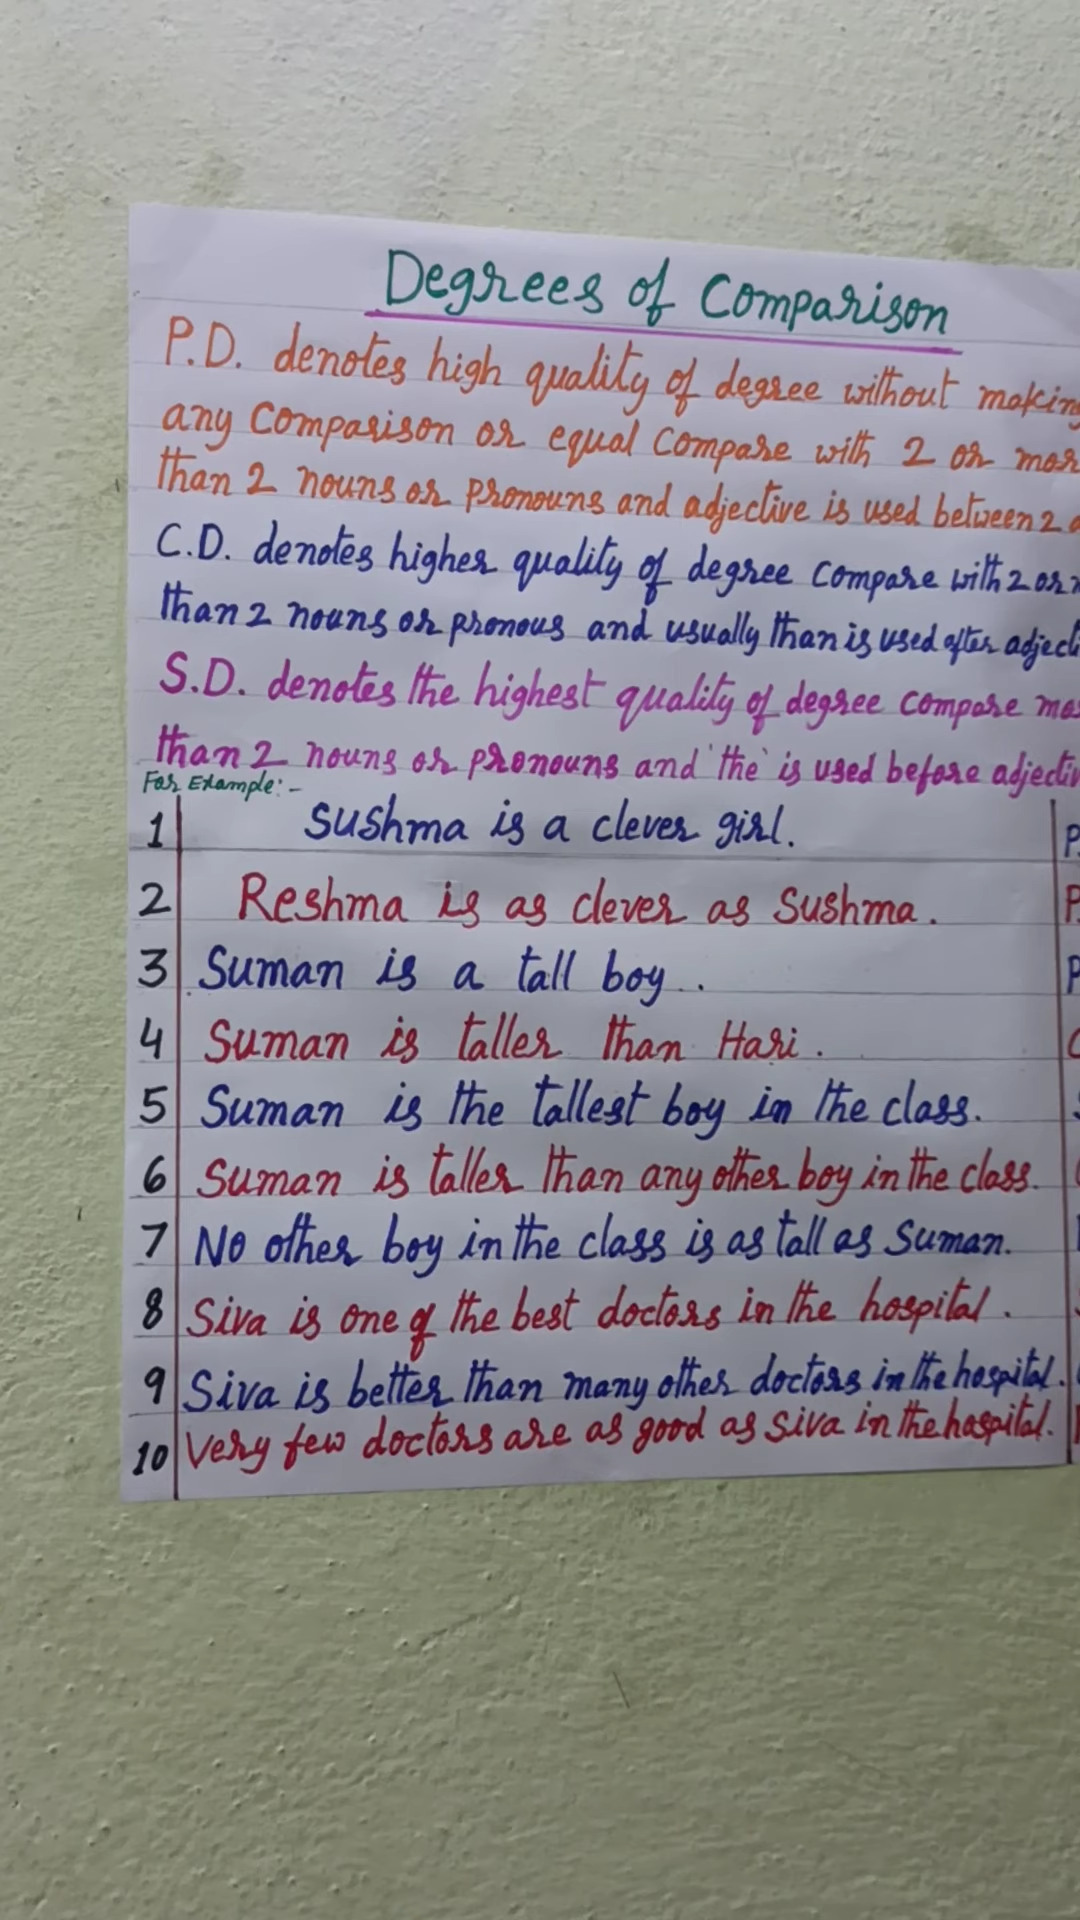 Degrees of Comparison
P.D. denotes high quality of degree without making
any Comparison or equal Compare with 2 or mor
than 2 nouns or pronouns and adjective is used between 2 a
C.D. denotes higher quality of degree Compare with 2 or
than 2 nouns or pronous and usually than is used after adjecti
S.D. denotes the highest quality of degree Compare mo
than 2 nouns or pronouns and 'the' is used before adjectiv
For Example:-
1 Sushma is a clever girl. P.
2 Reshma is as clever as Sushma. P
3 Suman is a tall boy.. P
4 Suman is taller than Hari. C
5 Suman is the tallest boy in the class.
6 Suman is taller than any other boy in the class.
7 No other boy in the class is as tall as Suman.
8 Siva is one of the best doctors in the hospital.
9 Siva is better than many other doctors in the hospital.
10 Very few doctors are as good as Siva in the hospital.